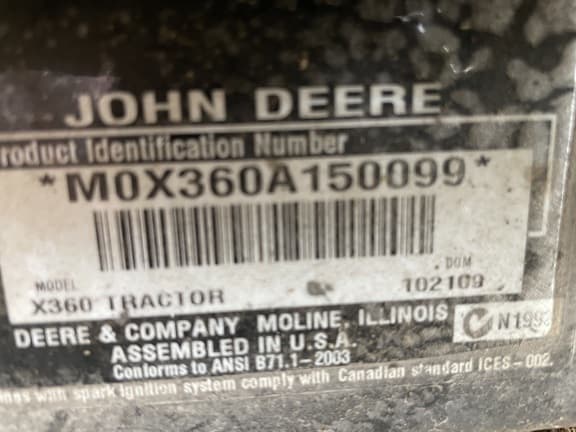 JOHN DEERE
roduct Identification Number
*M0X360A150099*
DOM
MODEL 102109
X360 TRACTOR
DEERE & COMPANY MOLINE, ILLINOIS
ASSEMBLED IN U.S.A. N199
Conforms to ANSI B71.1-2003
with spark ignition system comply with Canadian standard ICES-002.